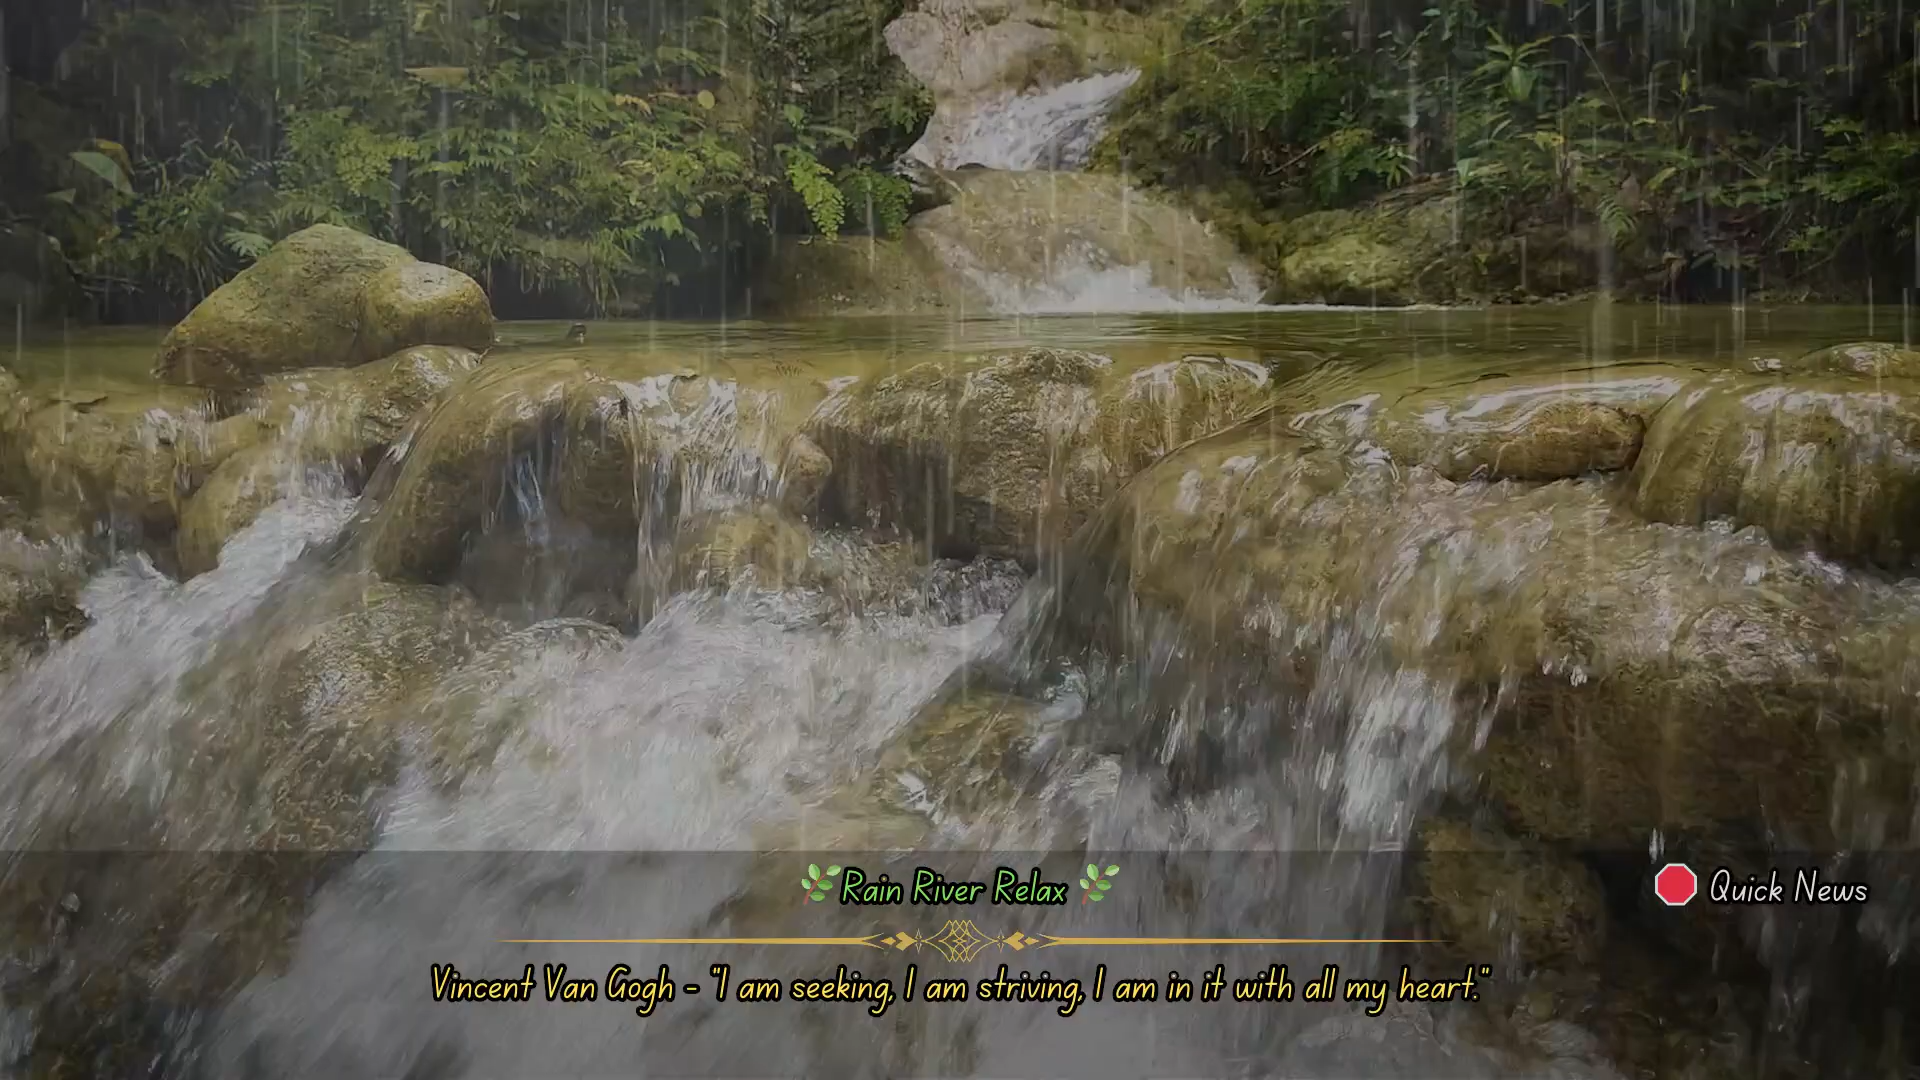 🌿Rain River Relax 🌿
Quick News
Vincent Van Gogh - "I am seeking, I am striving, I am in it with all my heart."